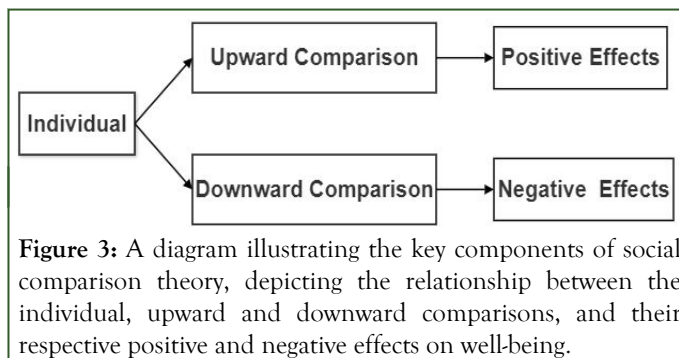 Upward Comparison
Positive Effects
Individual
Downward Comparison
Negative Effects
Figure 3: A diagram illustrating the key components of social
comparison theory, depicting the relationship between the
individual, upward and downward comparisons, and their
respective positive and negative effects on well-being.